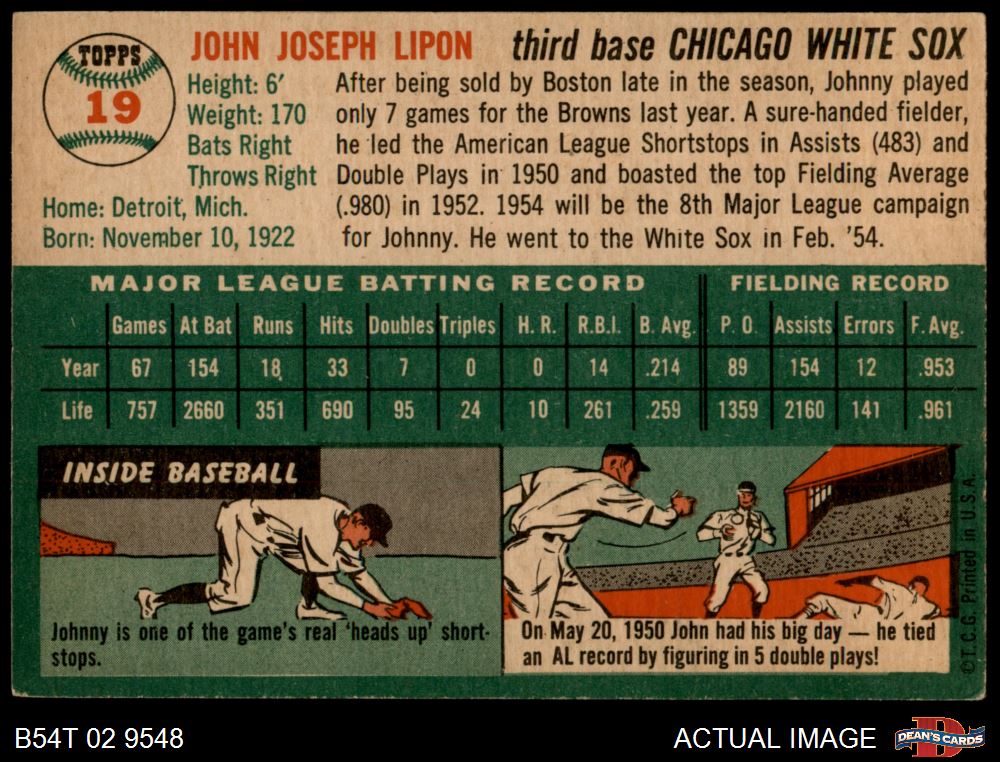 TOPPS
19
JOHN JOSEPH LIPON third base CHICAGO WHITE SOX
Height: 6'
Weight: 170
Bats Right
Throws Right
Home: Detroit, Mich.
Born: November 10, 1922
After being sold by Boston late in the season, Johnny played
only 7 games for the Browns last year. A sure-handed fielder,
he led the American League Shortstops in Assists (483) and
Double Plays in 1950 and boasted the top Fielding Average
(.980) in 1952. 1954 will be the 8th Major League campaign
for Johnny. He went to the White Sox in Feb. '54.
MAJOR LEAGUE BATTING RECORD FIELDING RECORD
Games At Bat Runs Hits Doubles Triples H. R. R.B.I. B. Avg. P. O. Assists Errors F. Avg.
Year 67 154 18 33 7 0 0 14 .214 89 154 12 .953
Life 757 2660 351 690 95 24 10 261 .259 1359 2160 141 .961
INSIDE BASEBALL
Johnny is one of the game's real 'heads up' short-
stops.
On May 20, 1950 John had his big day — he tied
an AL record by figuring in 5 double plays!
©T.C.G. Printed in U.S.A.
B54T 02 9548
ACTUAL IMAGE
DEAN'S CARDS